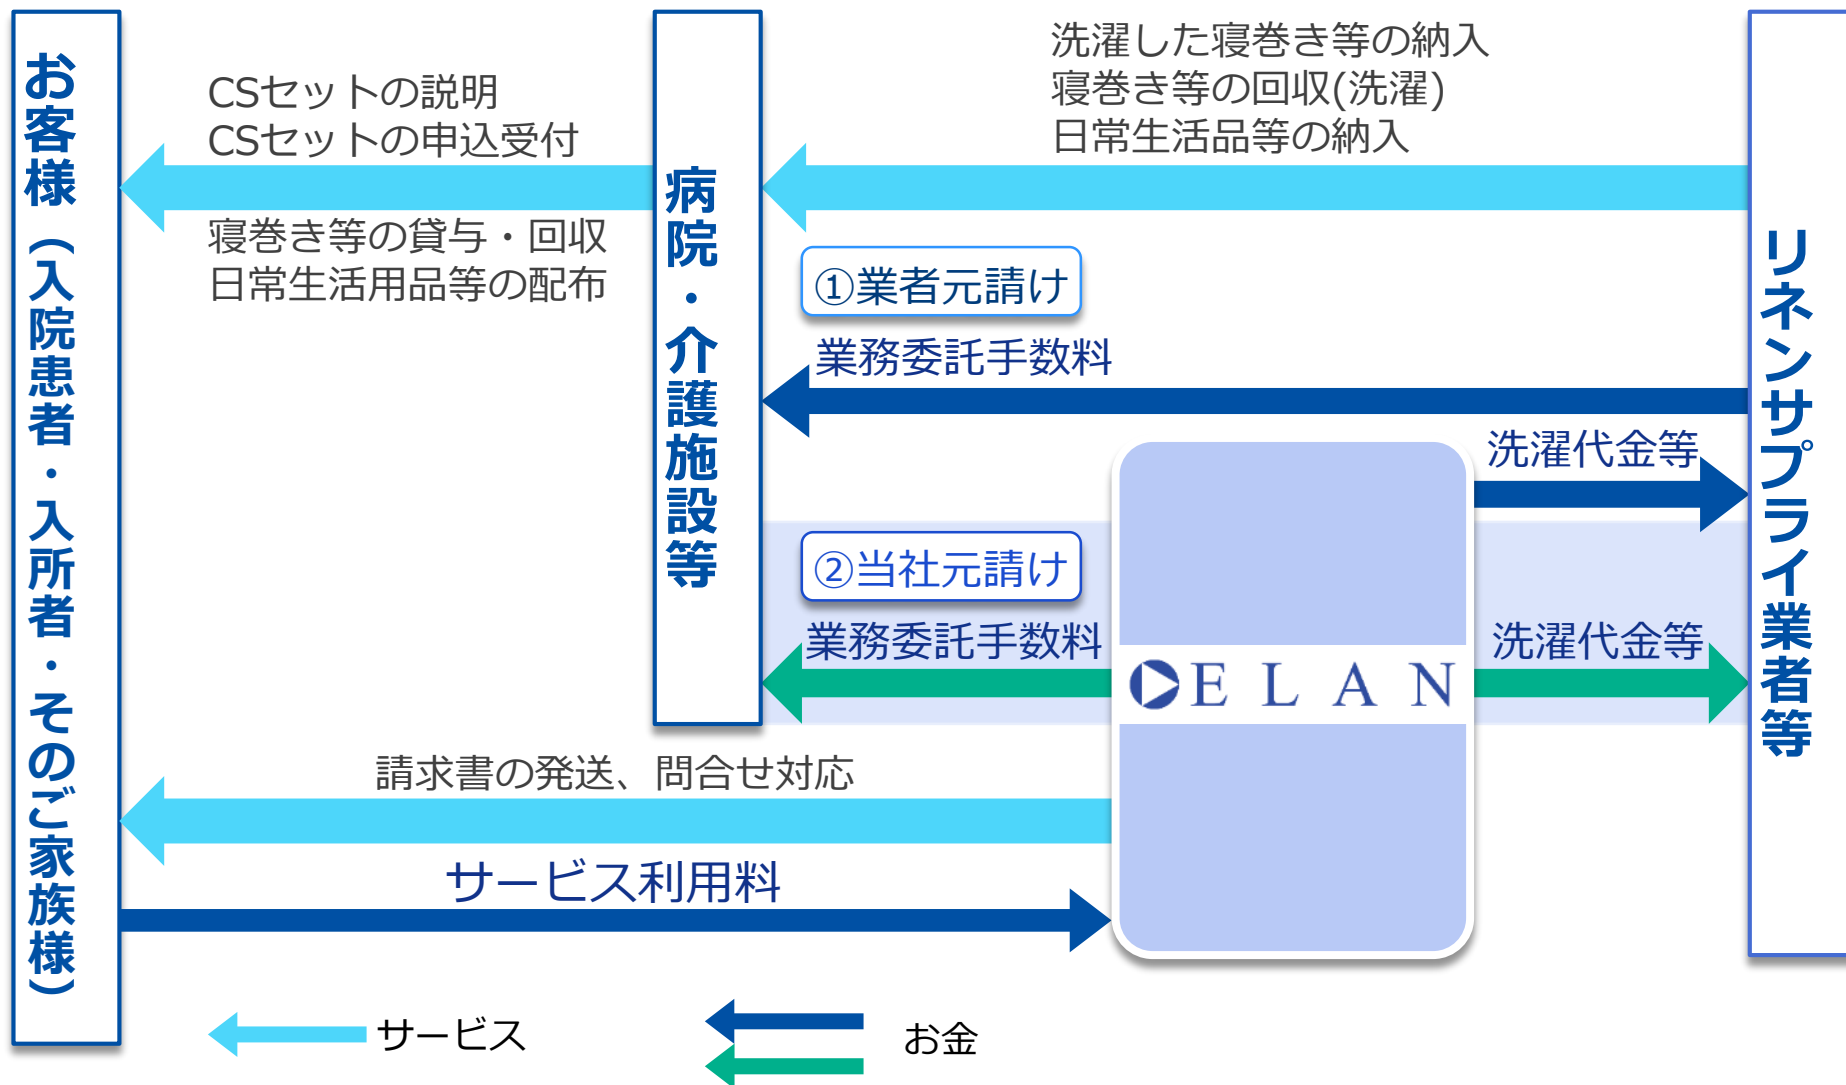 お客様（入院患者・入所者・そのご家族様）
CSセットの説明
CSセットの申込受付
寝巻き等の貸与・回収
日常生活用品等の配布
病院・介護施設等
洗濯した寝巻き等の納入
寝巻き等の回収(洗濯)
日常生活品等の納入
①業者元請け
業務委託手数料
洗濯代金等
②当社元請け
業務委託手数料
洗濯代金等
ELAN
リネンサプライ業者等
請求書の発送、問合せ対応
サービス利用料
サービス
お金